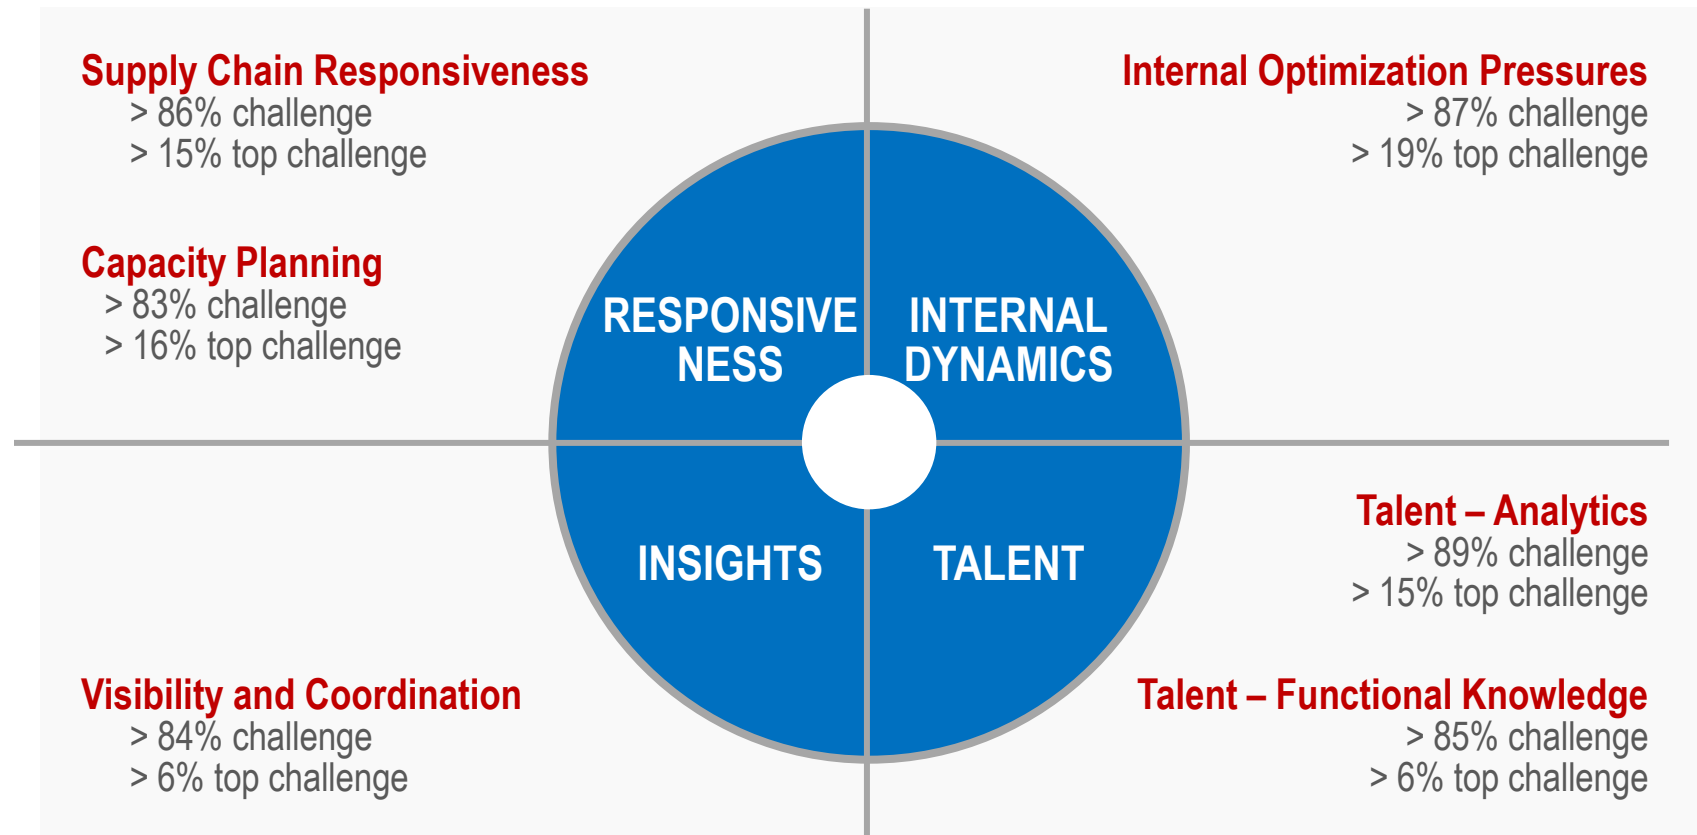 Supply Chain Responsiveness
> 86% challenge
> 15% top challenge
Capacity Planning
> 83% challenge
> 16% top challenge
Internal Optimization Pressures
> 87% challenge
> 19% top challenge
RESPONSIVE
NESS
INTERNAL
DYNAMICS
INSIGHTS
TALENT
Visibility and Coordination
> 84% challenge
> 6% top challenge
Talent – Analytics
> 89% challenge
> 15% top challenge
Talent – Functional Knowledge
> 85% challenge
> 6% top challenge